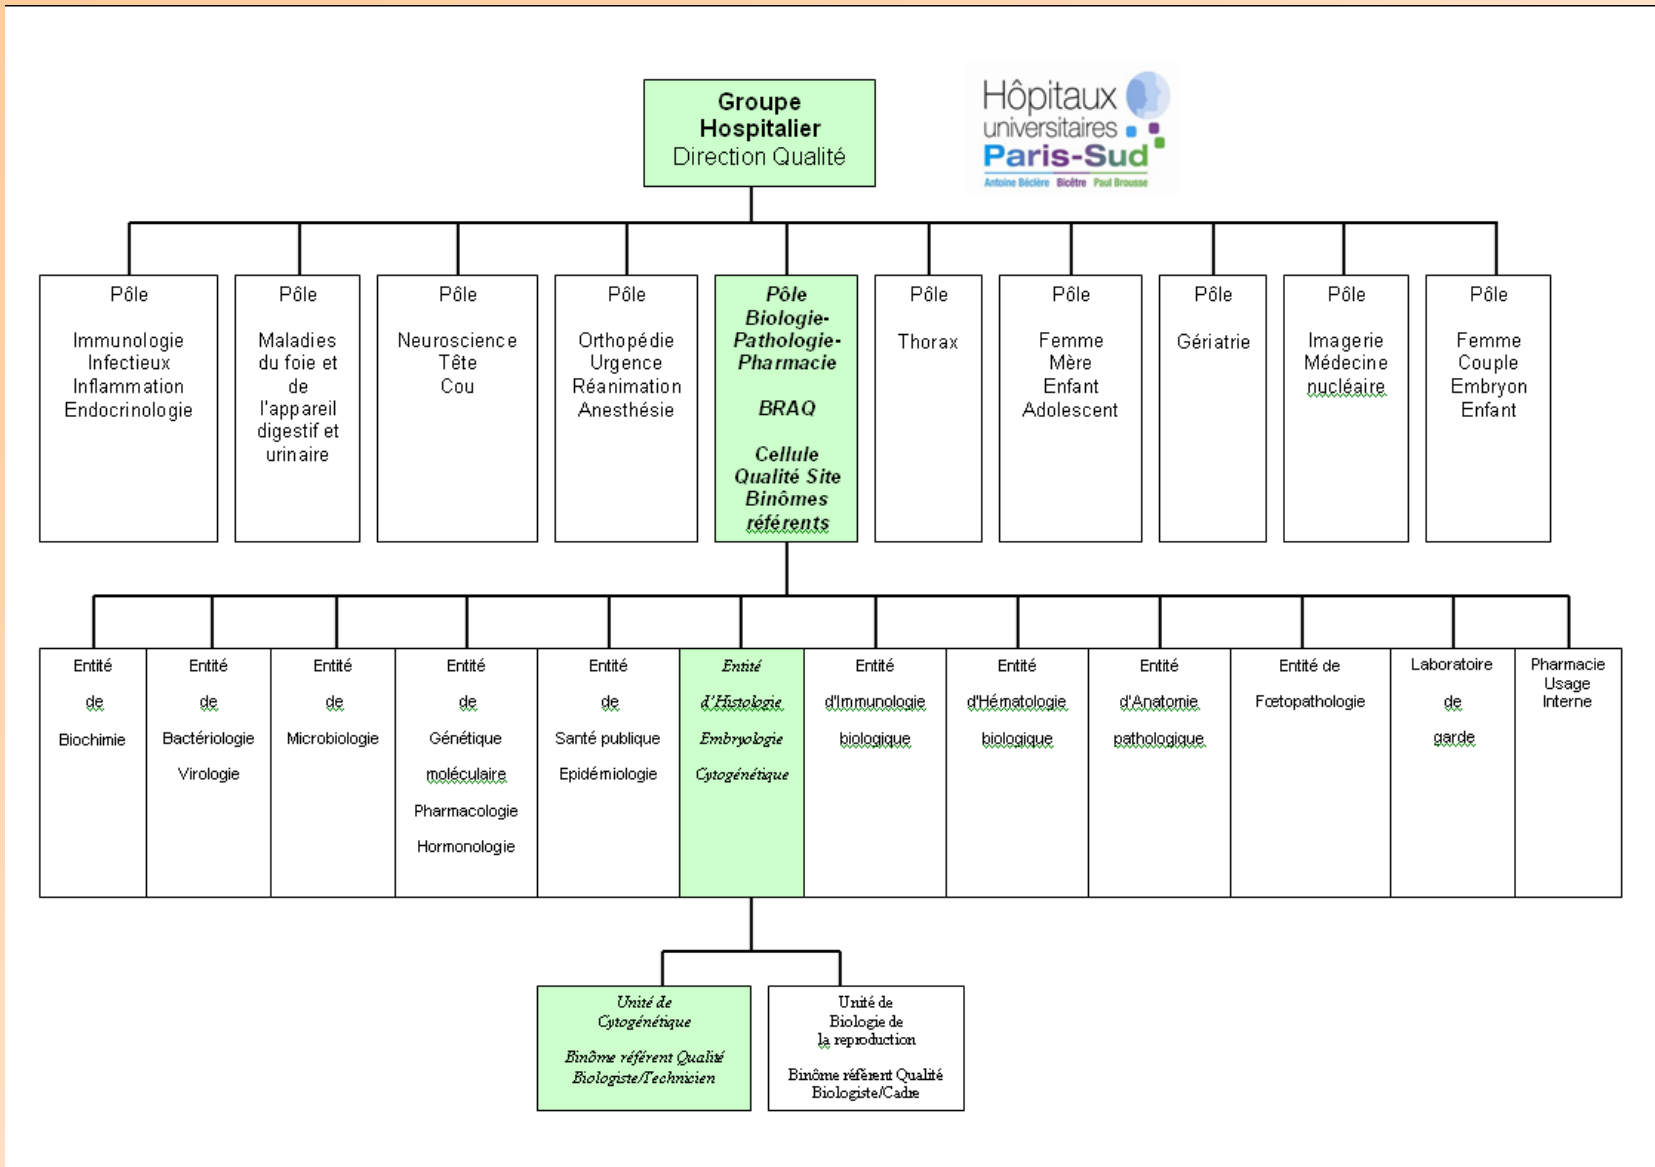 Groupe
Hospitalier
Direction Qualité
Hôpitaux
universitaires
Paris-Sud
Antoine Béclère Bicêtre Paul Brousse
Pôle
Immunologie
Infectieux
Inflammation
Endocrinologie
Pôle
Maladies
du foie et
de
l'appareil
digestif et
urinaire
Pôle
Neuroscience
Tête
Cou
Pôle
Orthopédie
Urgence
Réanimation
Anesthésie
Pôle
Biologie-
Pathologie-
Pharmacie
BRAQ
Cellule
Qualité Site
Binômes
référents
Pôle
Thorax
Pôle
Femme
Mère
Enfant
Adolescent
Pôle
Gériatrie
Pôle
Imagerie
Médecine
nucléaire
Pôle
Femme
Couple
Embryon
Enfant
Entité
de
Biochimie
Entité
de
Bactériologie
Virologie
Entité
de
Microbiologie
Entité
de
Génétique
moléculaire
Pharmacologie
Hormonologie
Entité
de
Santé publique
Epidémiologie
Entité
d'Histologie
Embryologie
Cytogénétique
Entité
d'Immunologie
biologique
Entité
d'Hématologie
biologique
Entité
d'Anatomie
pathologique
Entité de
Fœtopathologie
Laboratoire
de
garde
Pharmacie
Usage
Interne
Unité de
Cytogénétique
Binôme référent Qualité
Biologiste/Technicien
Unité de
Biologie de
la reproduction
Binôme référent Qualité
Biologiste/Cadre